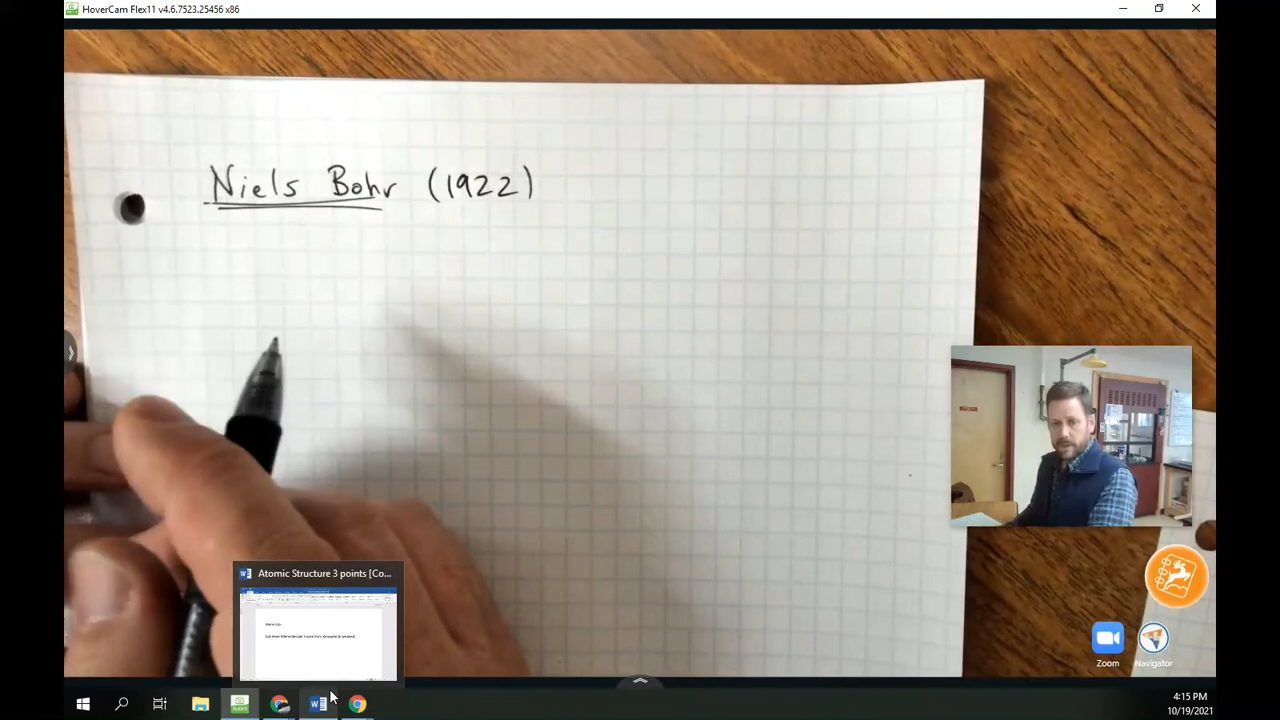 HoverCam Flex11 v4.6.7523.25456 x86
Niels Bohr (1922)
Atomic Structure 3 points [Co...
Zoom
Navigator
4:15 PM
10/19/2021